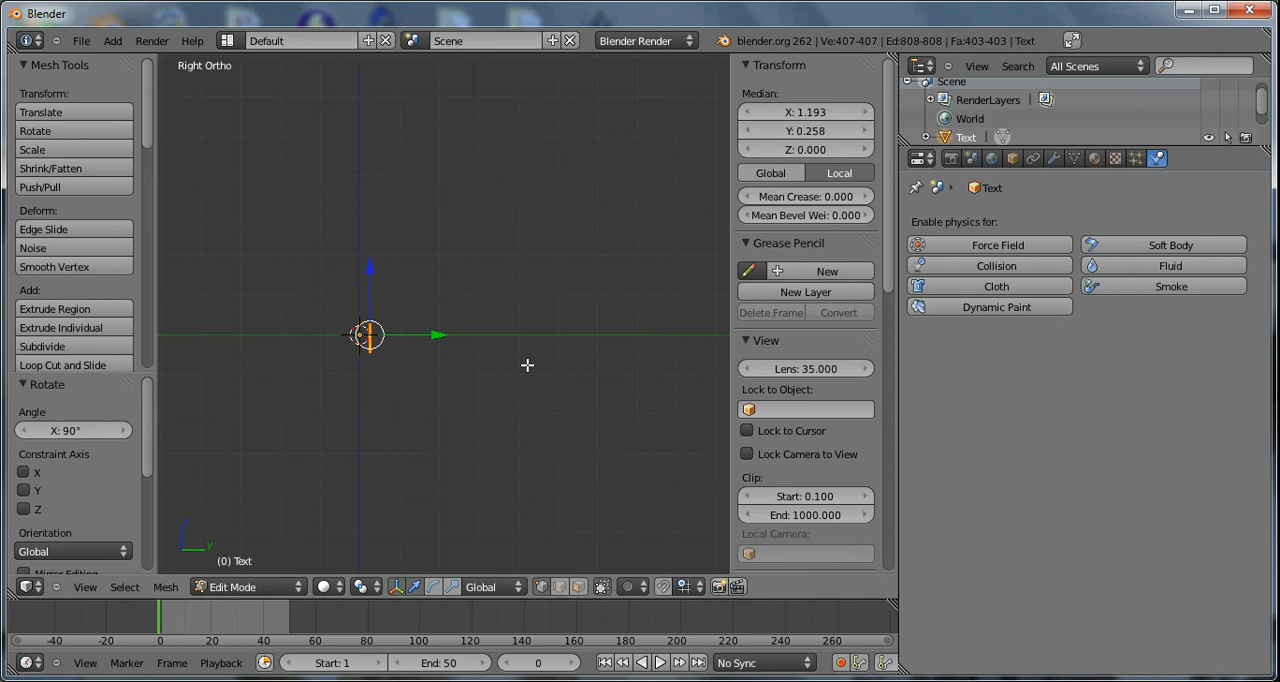 Blender
File Add Render Help Default Scene Blender Render blender.org 262 | Ve:407-407 | Ed:808-808 | Fa:403-403 | Text
Mesh Tools
Transform:
Translate
Rotate
Scale
Shrink/Fatten
Push/Pull
Deform:
Edge Slide
Noise
Smooth Vertex
Add:
Extrude Region
Extrude Individual
Subdivide
Loop Cut and Slide
Rotate
Angle
X: 90°
Constraint Axis
X
Y
Z
Orientation
Global
Right Ortho
y
(0) Text
Transform
Median:
X: 1.193
Y: 0.258
Z: 0.000
Global Local
Mean Crease: 0.000
Mean Bevel Wei: 0.000
Grease Pencil
New
New Layer
Delete Frame Convert
View
Lens: 35.000
Lock to Object:
Lock to Cursor
Lock Camera to View
Clip:
Start: 0.100
End: 1000.000
Local Camera:
View Search All Scenes
Scene
RenderLayers |
World
Text |
Text
Enable physics for:
Force Field Soft Body
Collision Fluid
Cloth Smoke
Dynamic Paint
View Select Mesh Edit Mode Global
-40 -20 0 20 40 60 80 100 120 140 160 180 200 220 240 260
View Marker Frame Playback Start: 1 End: 50 0 No Sync